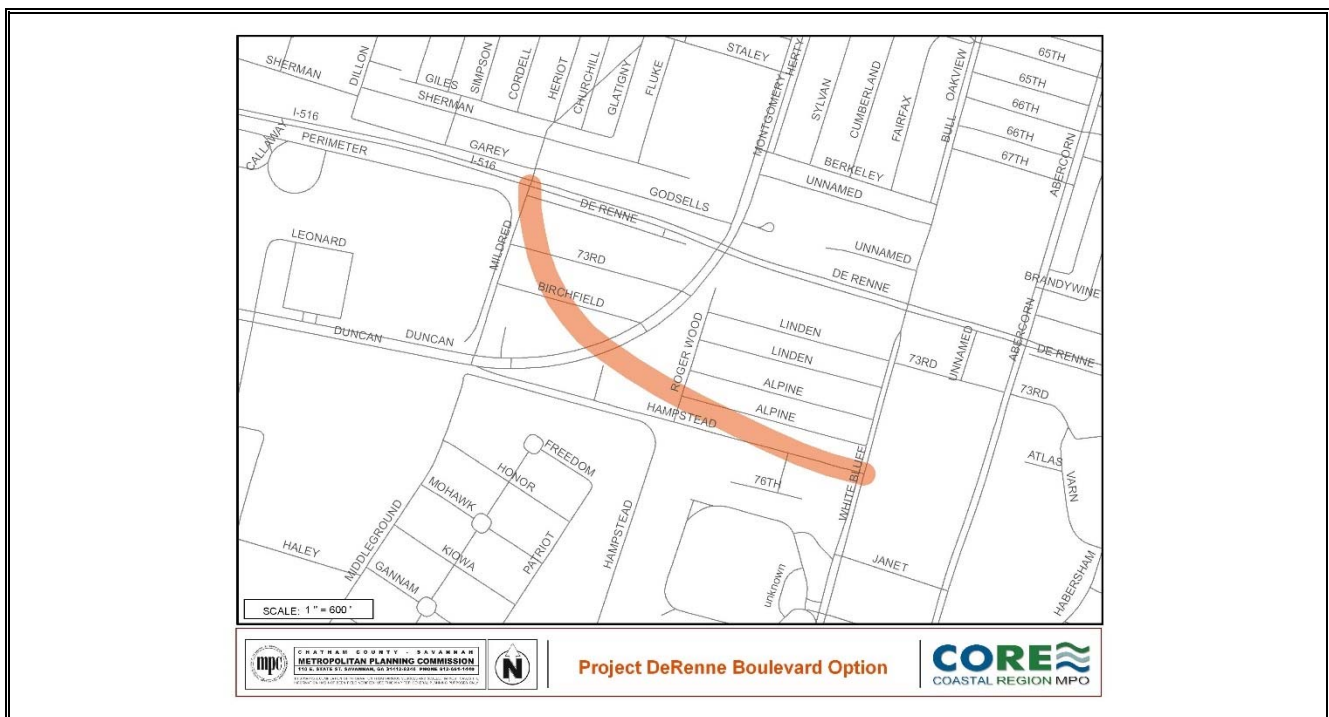 STALEY
HERTY
65TH
OAKVIEW
SHERMAN
DILLON
GILES
SIMPSON
CORDELL
HERIOT
CHURCHILL
GLATIGNY
FLUKE
SYLVAN
CUMBERLAND
FAIRFAX
BULL
65TH
SHERMAN
66TH
I-516
MONTGOMERY
66TH
CALLAWAY
PERIMETER
GAREY
I-516
67TH
ABERCORN
BERKELEY
UNNAMED
GODSELLS
DE RENNE
LEONARD
MILDRED
73RD
UNNAMED
DE RENNE
BIRCHFIELD
BRANDYWINE
DUNCAN
DUNCAN
ROGER WOOD
LINDEN
LINDEN
73RD
UNNAMED
ABERCORN
DE RENNE
ALPINE
ALPINE
73RD
HAMPSTEAD
FREEDOM
ATLAS
VARN
HONOR
76TH
WHITE BLUFF
MOHAWK
MIDDLEGROUND
KIOWA
PATRIOT
HAMPSTEAD
HALEY
GANNAM
unknown
JANET
HABERSHAM
SCALE: 1 " = 600 '
mpc
CHATHAM COUNTY - SAVANNAH
METROPOLITAN PLANNING COMMISSION
N
Project DeRenne Boulevard Option
CORE
COASTAL REGION MPO